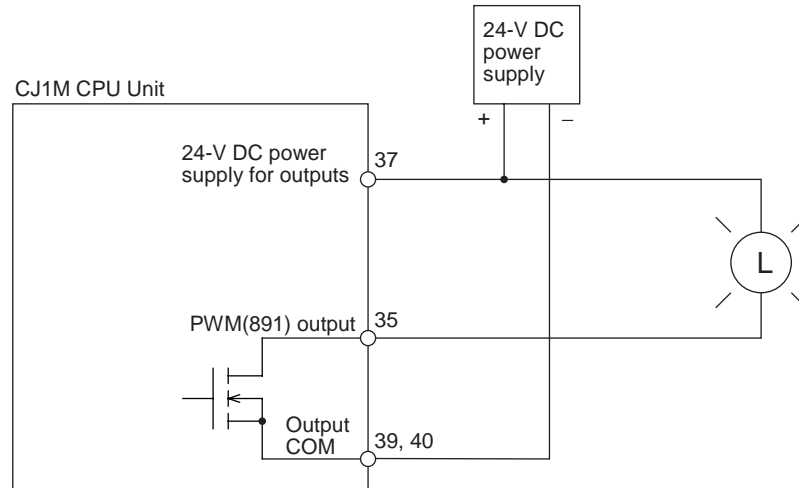 24-V DC
power
supply
CJ1M CPU Unit
+
−
24-V DC power
supply for outputs
37
L
PWM(891) output
35
Output
COM
39, 40